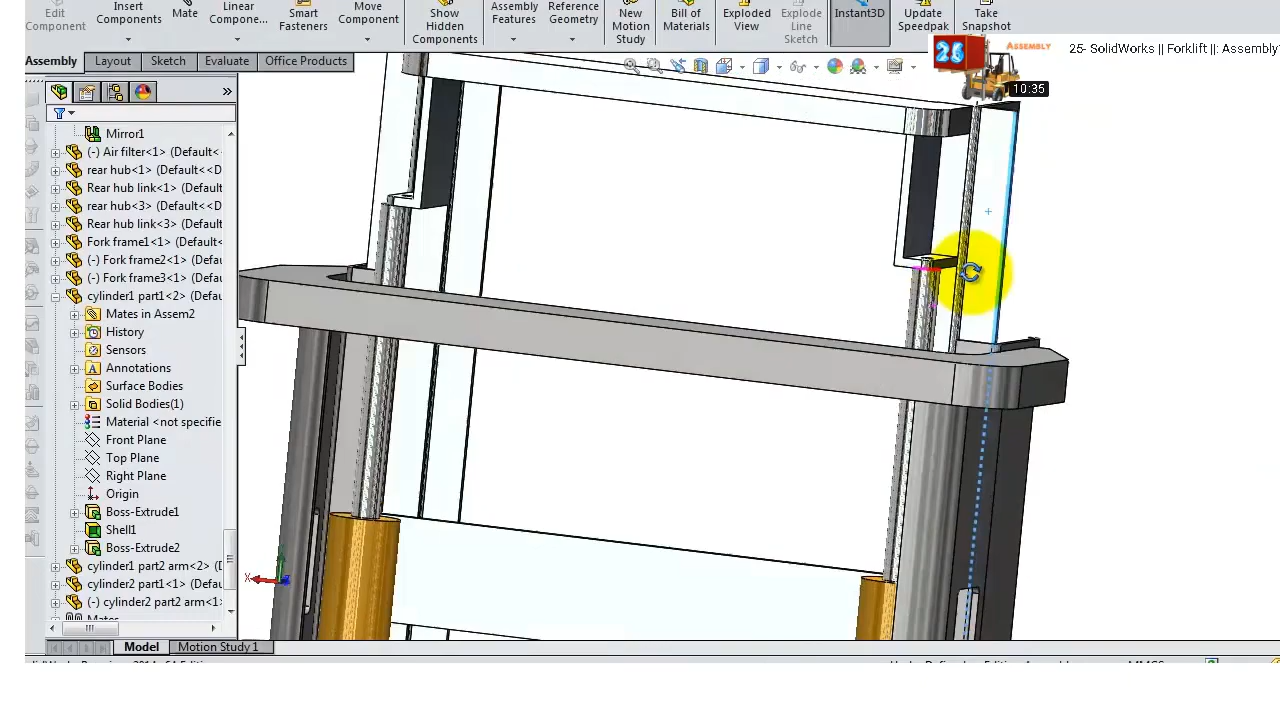 Edit
Component
Insert
Compone...
Mate
Linear
Compone...
Smart
Fasteners
Move
Component
Show
Hidden
Components
Assembly
Features
Reference
Geometry
New
Motion
Study
Bill of
Materials
Exploded
View
Explode
Line
Sketch
Instant3D
Update
Speedpak
Take
Snapshot
25
ASSEMBLY
25- SolidWorks || Forklift ||: Assembly
10:35
Assembly
Layout
Sketch
Evaluate
Office Products
»
Mirror1
(-) Air filter<1> (Default<
rear hub<1> (Default<<D
Rear hub link<1> (Default
rear hub<3> (Default<<D
Rear hub link<3> (Default
Fork frame1<1> (Default<
(-) Fork frame2<1> (Defau
(-) Fork frame3<1> (Defau
cylinder1 part1<2> (Defau
Mates in Assem2
History
Sensors
Annotations
Surface Bodies
Solid Bodies(1)
Material <not specifie
Front Plane
Top Plane
Right Plane
Origin
Boss-Extrude1
Shell1
Boss-Extrude2
cylinder1 part2 arm<2> (D
cylinder2 part1<1> (Defau
(-) cylinder2 part2 arm<1>
X
Model
Motion Study 1